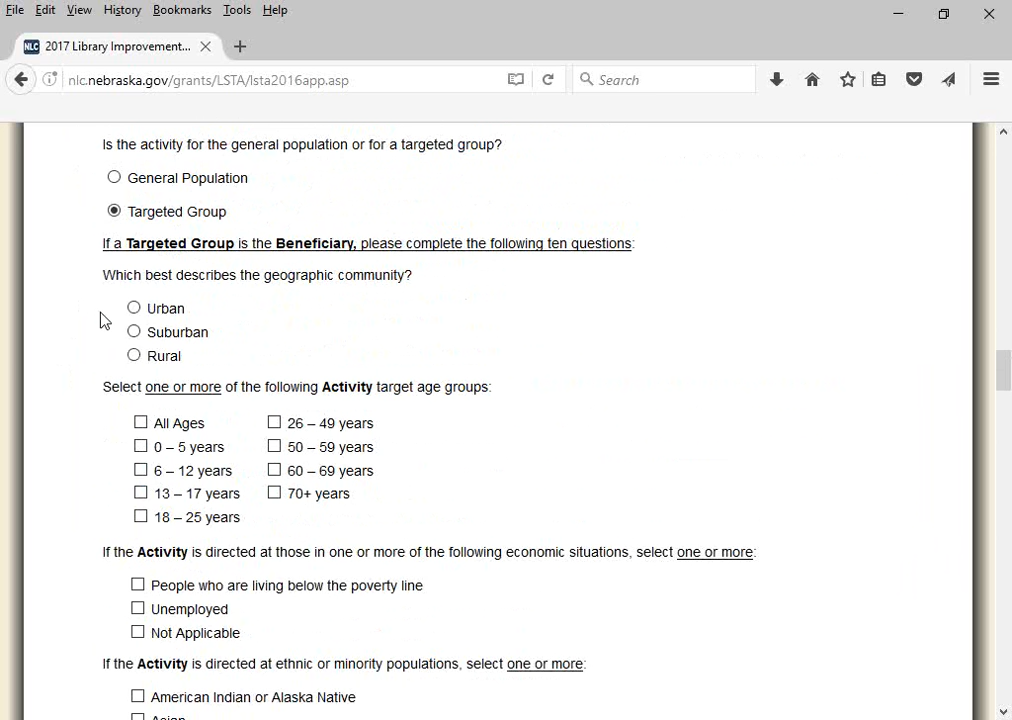 File Edit View History Bookmarks Tools Help
NLC 2017 Library Improvement...
nlc.nebraska.gov/grants/LSTA/lsta2016app.asp Search
Is the activity for the general population or for a targeted group?
General Population
Targeted Group
If a Targeted Group is the Beneficiary, please complete the following ten questions:
Which best describes the geographic community?
Urban
Suburban
Rural
Select one or more of the following Activity target age groups:
All Ages 26 – 49 years
0 – 5 years 50 – 59 years
6 – 12 years 60 – 69 years
13 – 17 years 70+ years
18 – 25 years
If the Activity is directed at those in one or more of the following economic situations, select one or more:
People who are living below the poverty line
Unemployed
Not Applicable
If the Activity is directed at ethnic or minority populations, select one or more:
American Indian or Alaska Native
Asian